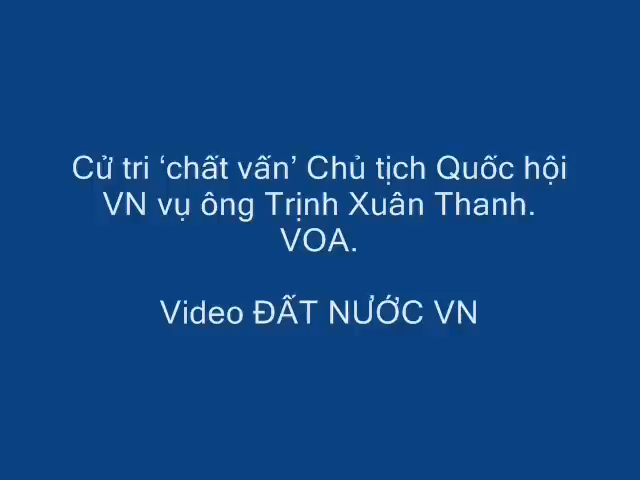 Cử tri ‘chất vấn’ Chủ tịch Quốc hội
VN vụ ông Trịnh Xuân Thanh.
VOA.
Video ĐẤT NƯỚC VN